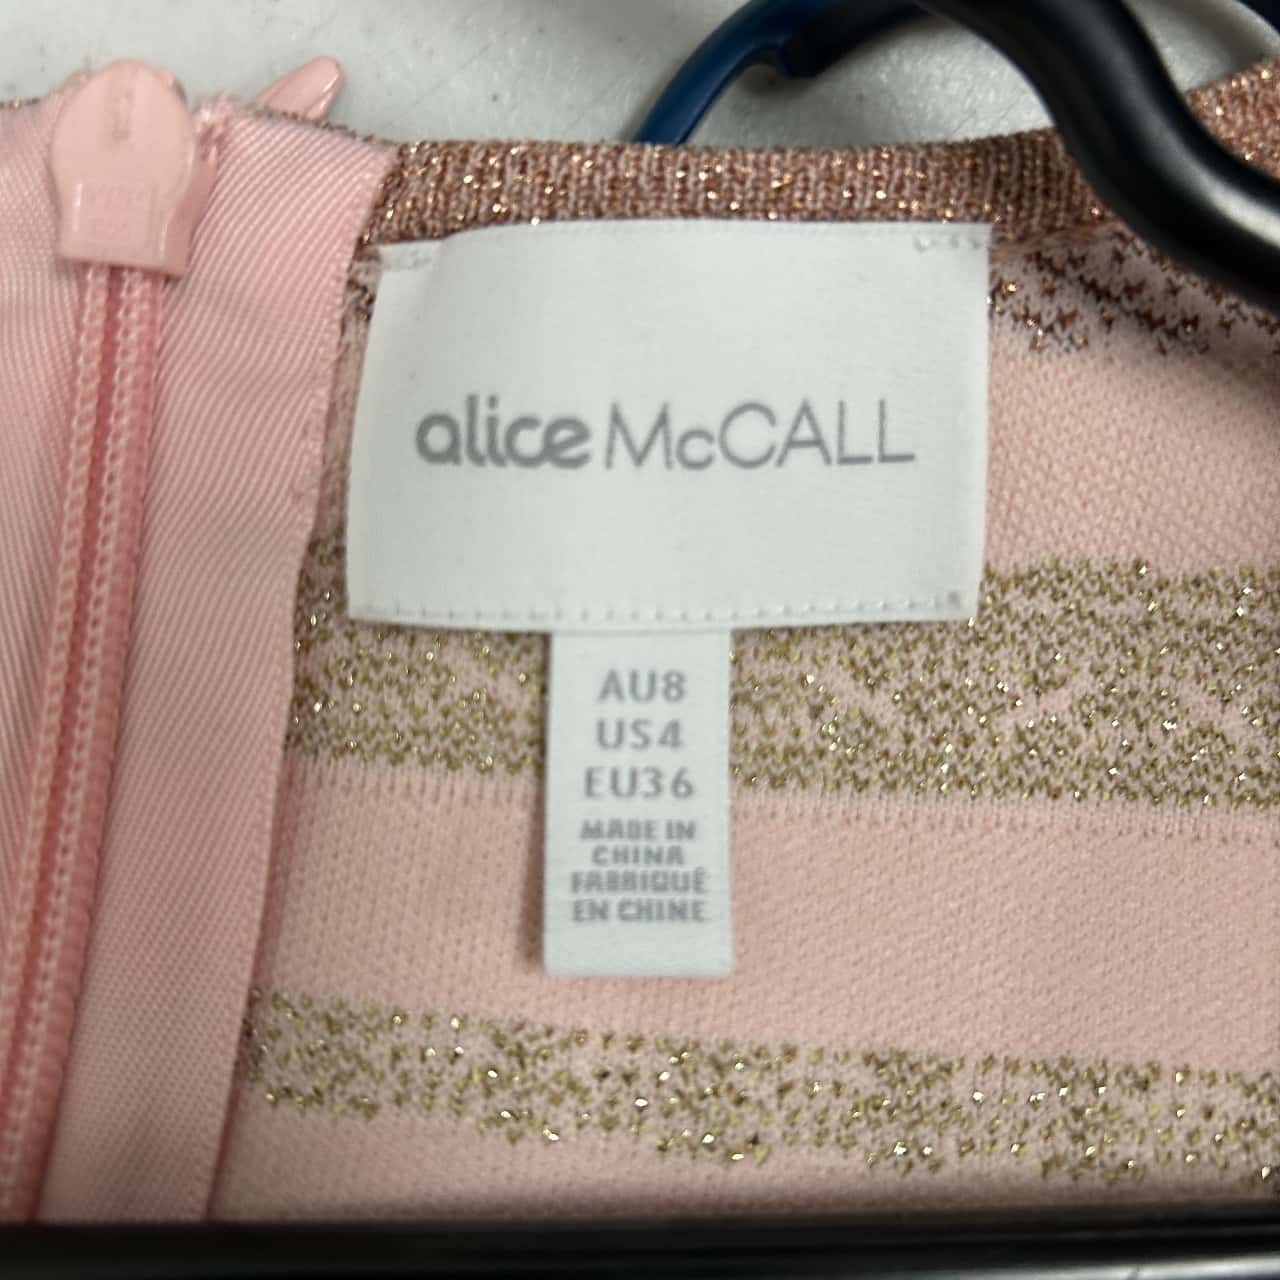 alice McCALL
AU8
US4
EU36
MADE IN
CHINA
FABRIQUÉ
EN CHINE